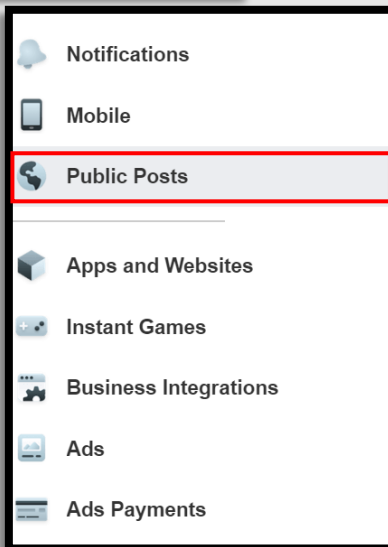 Notifications
Mobile
Public Posts
Apps and Websites
Instant Games
Business Integrations
Ads
Ads Payments